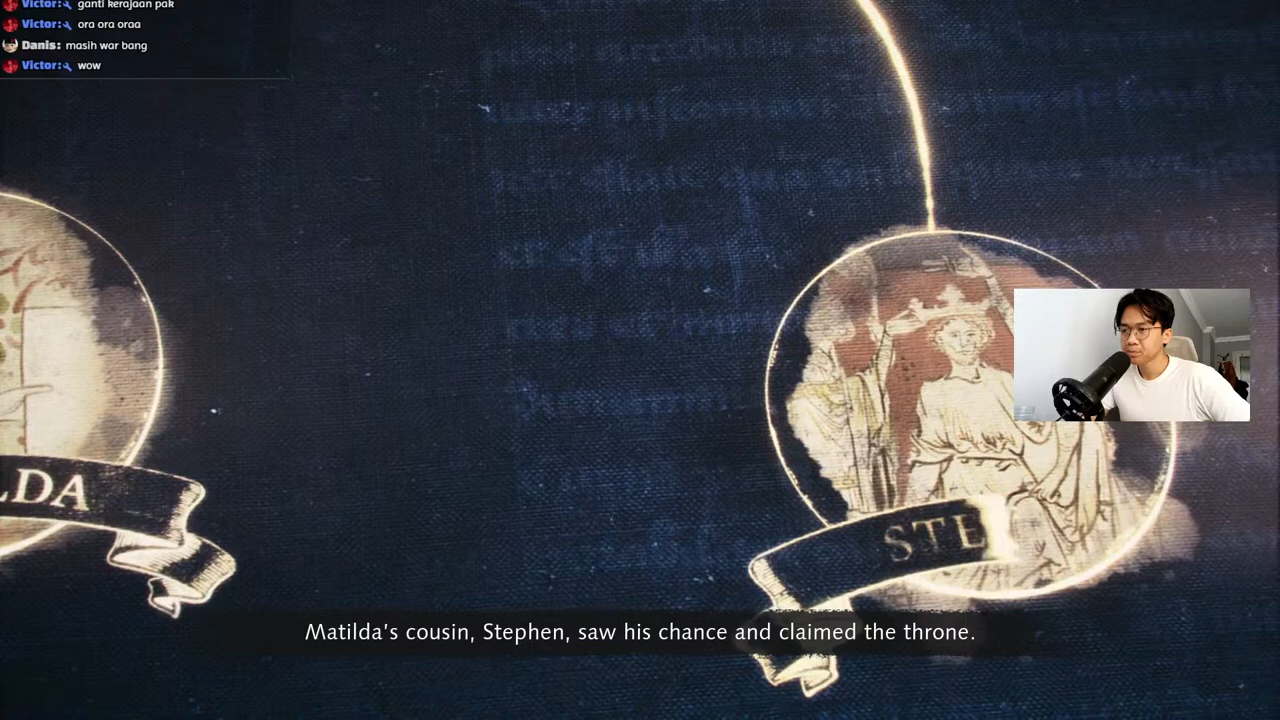 Victor: ganti kerajaan pak
Victor: ora ora oraa
Danis: masih war bang
Victor: wow
LDA
STE
Matilda's cousin, Stephen, saw his chance and claimed the throne.